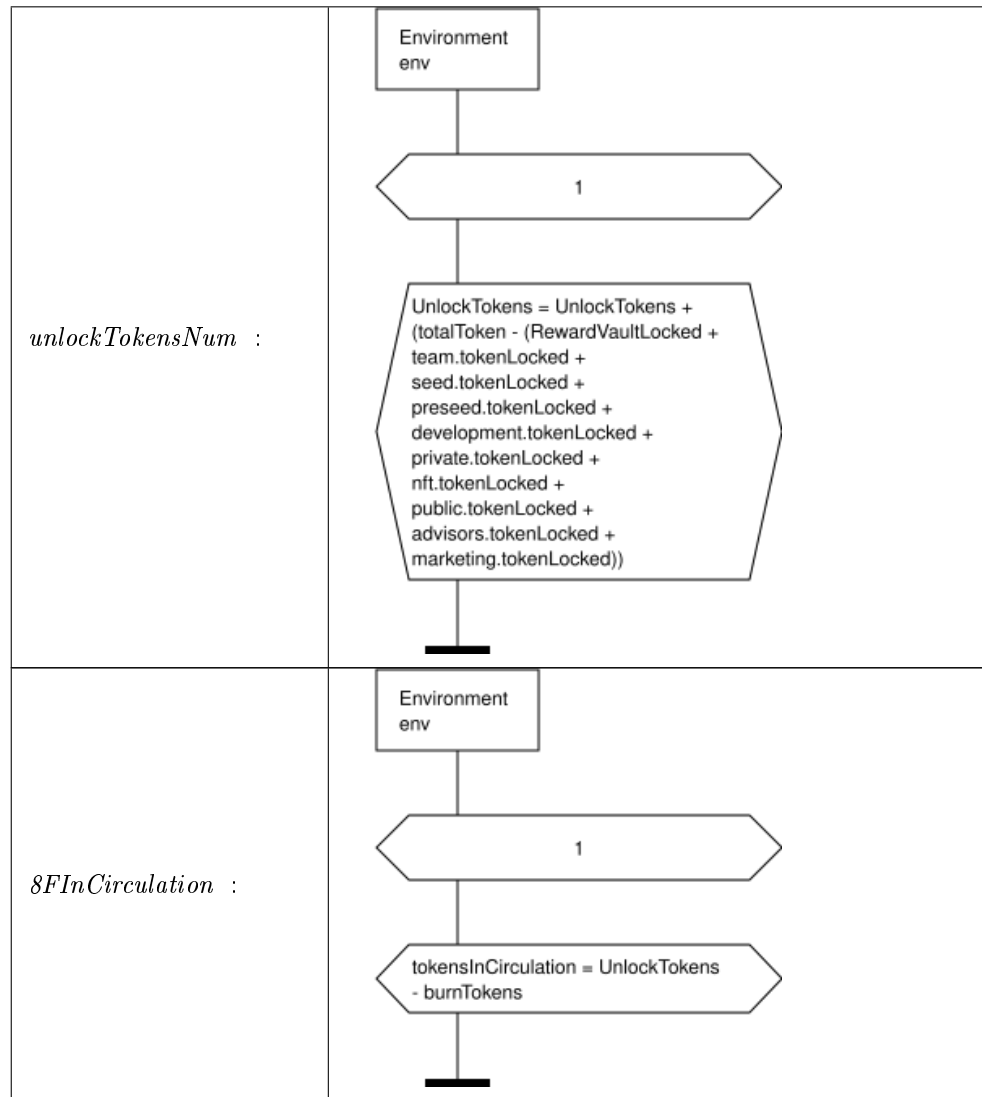 Environment
env
1
unlockTokensNum :
UnlockTokens = UnlockTokens +
(totalToken - (RewardVaultLocked +
team.tokenLocked +
seed.tokenLocked +
preseed.tokenLocked +
development.tokenLocked +
private.tokenLocked +
nft.tokenLocked +
public.tokenLocked +
advisors.tokenLocked +
marketing.tokenLocked))
Environment
env
1
8FInCirculation :
tokensInCirculation = UnlockTokens
- burnTokens